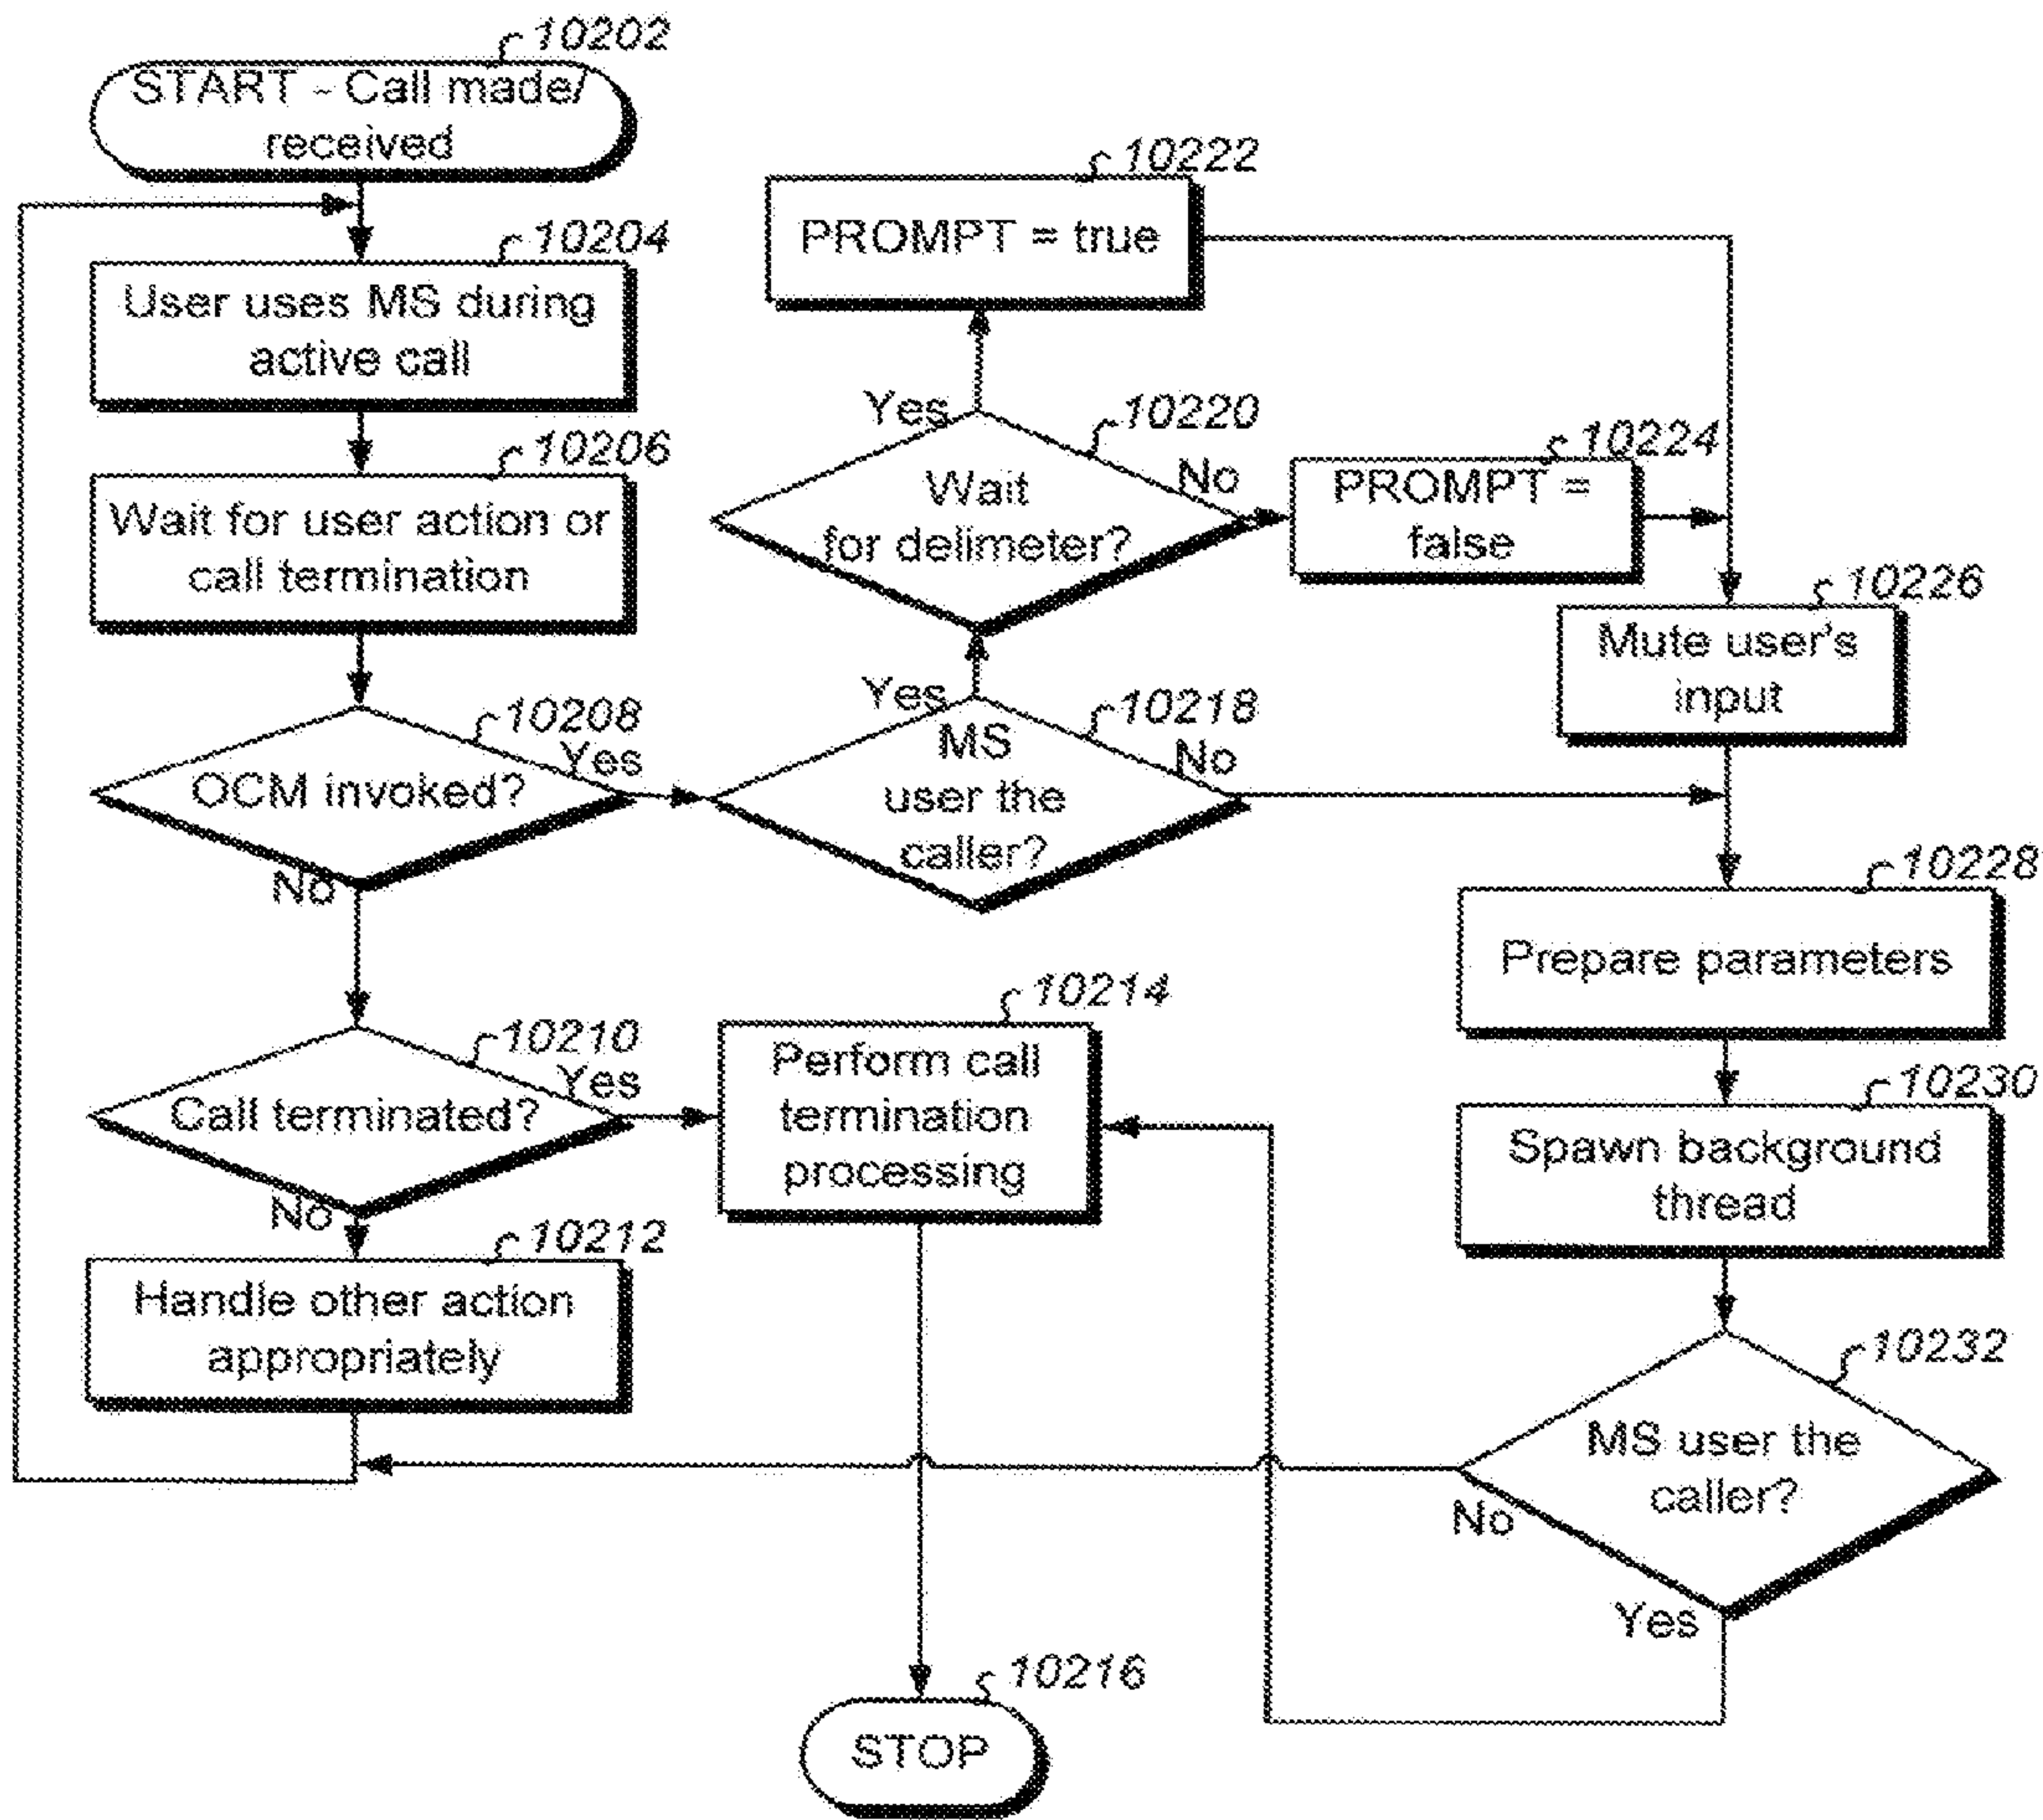 10202
START - Call made/
received
10204
User uses MS during
active call
10206
Wait for user action or
call termination
10208
OCM invoked?
Yes
No
10210
Call terminated?
Yes
No
10212
Handle other action
appropriately
10214
Perform call
termination
processing
10216
STOP
10218
MS
user the
caller?
Yes
No
10220
Wait
for delimeter?
Yes
No
10222
PROMPT = true
10224
PROMPT =
false
10226
Mute user's
input
10228
Prepare parameters
10230
Spawn background
thread
10232
MS user the
caller?
No
Yes